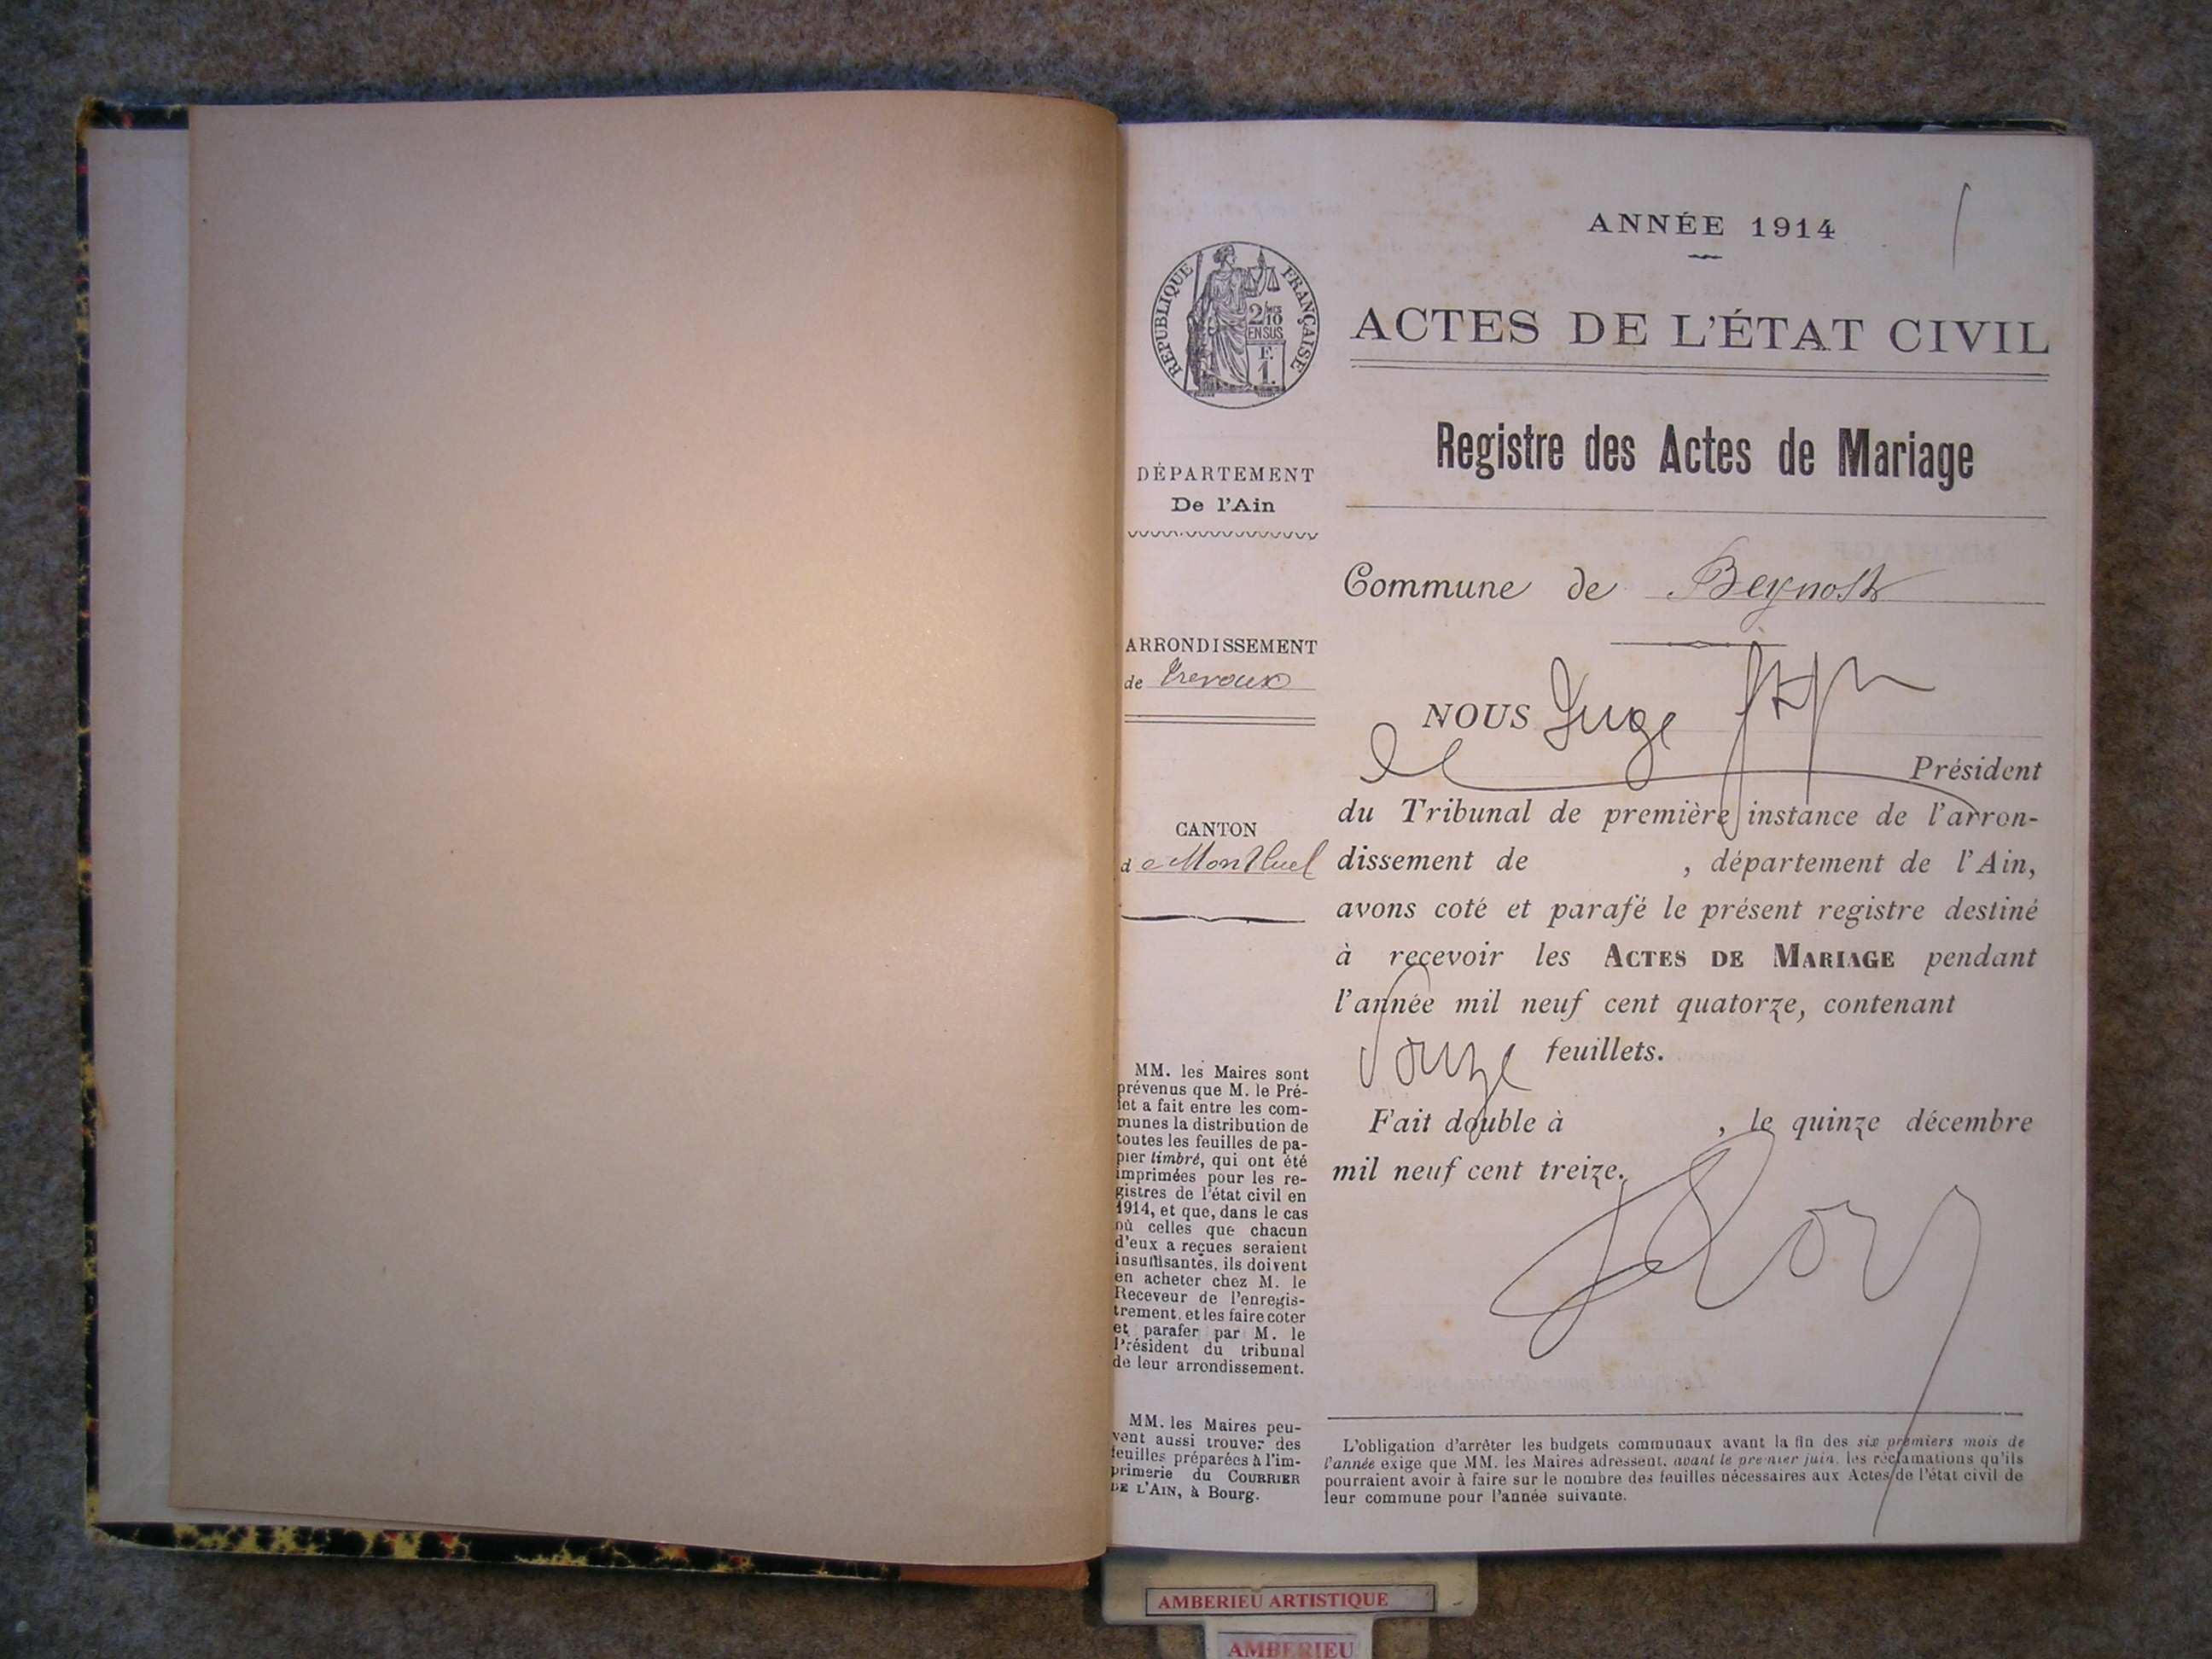 ANNÉE 1914
ACTES DE L'ÉTAT CIVIL
Registre des Actes de Mariage
Commune de Beynost
NOUS Juge
Président
du Tribunal de première instance de l'arron-
dissement de , département de l'Ain,
avons coté et parafé le présent registre destiné
à recevoir les ACTES DE MARIAGE pendant
l'année mil neuf cent quatorze, contenant
feuillets.
Fait double à , le quinze décembre
mil neuf cent treize.
L'obligation d'arrêter les budgets communaux avant la fin des six premiers mois de
l'année exige que MM. les Maires adressent, avant le premier juin, les réclamations qu'ils
pourraient avoir à faire sur le nombre des feuilles nécessaires aux Actes de l'état civil de
leur commune pour l'année suivante.
RÉPUBLIQUE FRANÇAISE
2/10
EN SUS
F.
1.
DÉPARTEMENT
De l'Ain
ARRONDISSEMENT
de Trevoux
CANTON
de Montluel
MM. les Maires sont
prévenus que M. le Pré-
fet a fait entre les com-
munes la distribution de
toutes les feuilles de pa-
pier timbré, qui ont été
imprimées pour les re-
gistres de l'état civil en
1914, et que, dans le cas
où celles que chacun
d'eux a reçues seraient
insuffisantes, ils doivent
en acheter chez M. le
Receveur de l'enregis-
trement, et les faire coter
et parafer par M. le
Président du tribunal
de leur arrondissement.
MM. les Maires peu-
vent aussi trouver des
feuilles préparées à l'im-
primerie du COURRIER
DE L'AIN, à Bourg.
AMBERIEU ARTISTIQUE
AMBERIEU